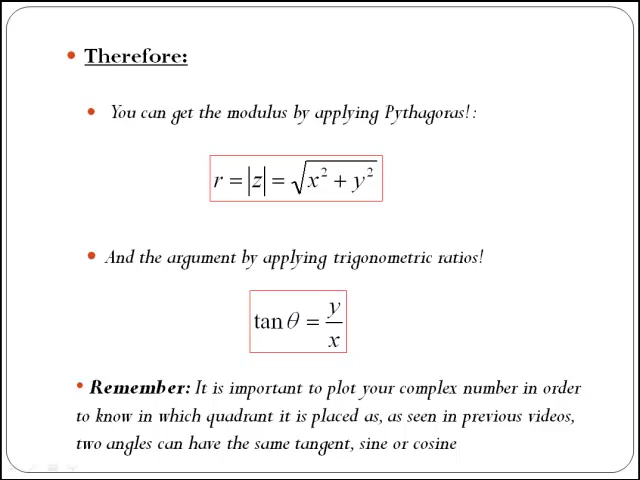 Therefore:
You can get the modulus by applying Pythagoras!:
r = |z| = √(x² + y²)
And the argument by applying trigonometric ratios!
tan θ = y/x
Remember: It is important to plot your complex number in order
to know in which quadrant it is placed as, as seen in previous videos,
two angles can have the same tangent, sine or cosine